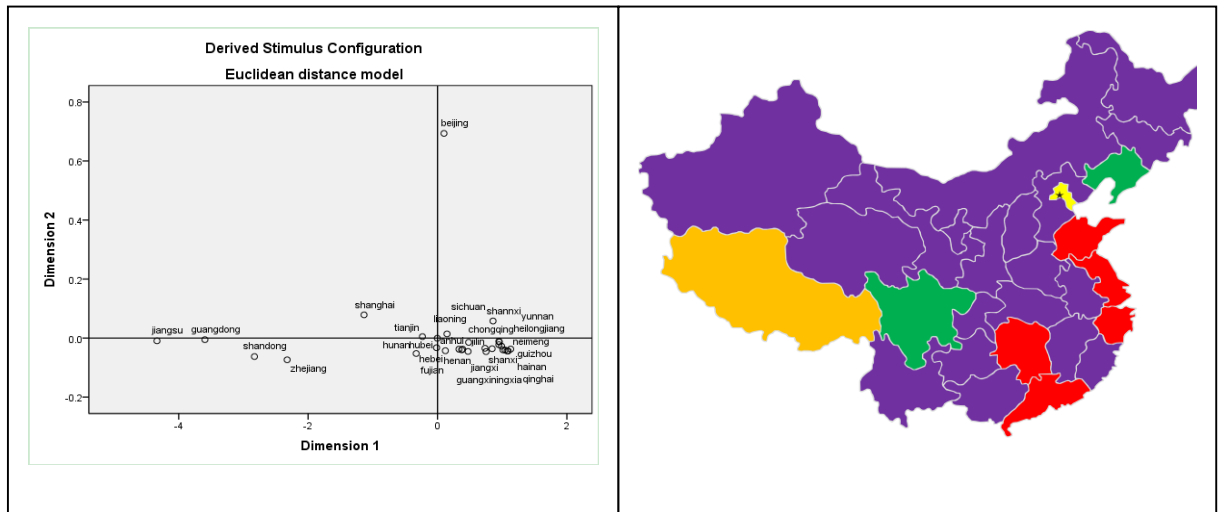 Derived Stimulus Configuration
Euclidean distance model
0.8
beijing
0.6
0.4
Dimension 2
0.2
shanghai
sichuan
shannxi
yunnan
liaoning
jiangsu
guangdong
tianjin
chongqing
heilongjiang
0.0
shandong
hunan
hubei
anhui
jilin
neimeng
hebei
henan
shanxi
guizhou
zhejiang
fujian
jiangxi
hainan
guangxi
ningxia
qinghai
-0.2
-4
-2
0
2
Dimension 1